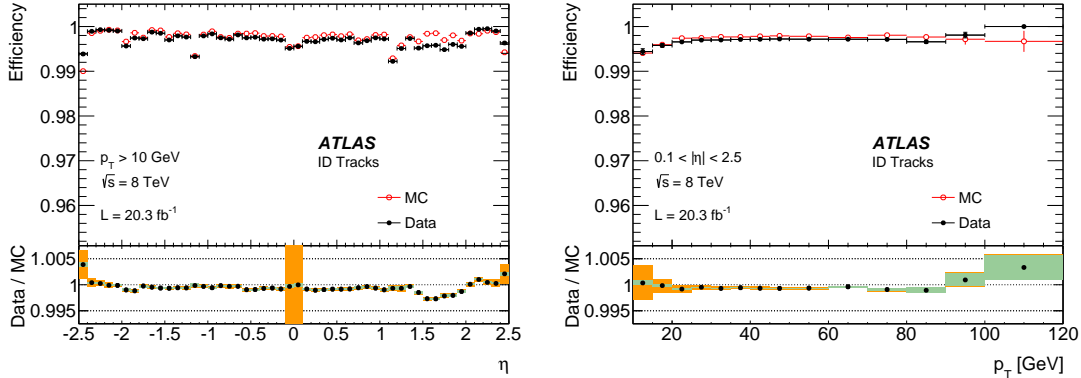 Efficiency
1
0.99
0.98
0.97
0.96
ATLAS
ID Tracks
p_T > 10 GeV
√s = 8 TeV
L = 20.3 fb⁻¹
MC
Data
Data / MC
1.005
1
0.995
-2.5 -2 -1.5 -1 -0.5 0 0.5 1 1.5 2 2.5
η
Efficiency
1
0.99
0.98
0.97
0.96
ATLAS
ID Tracks
0.1 < |η| < 2.5
√s = 8 TeV
L = 20.3 fb⁻¹
MC
Data
Data / MC
1.005
1
0.995
20 40 60 80 100 120
p_T [GeV]